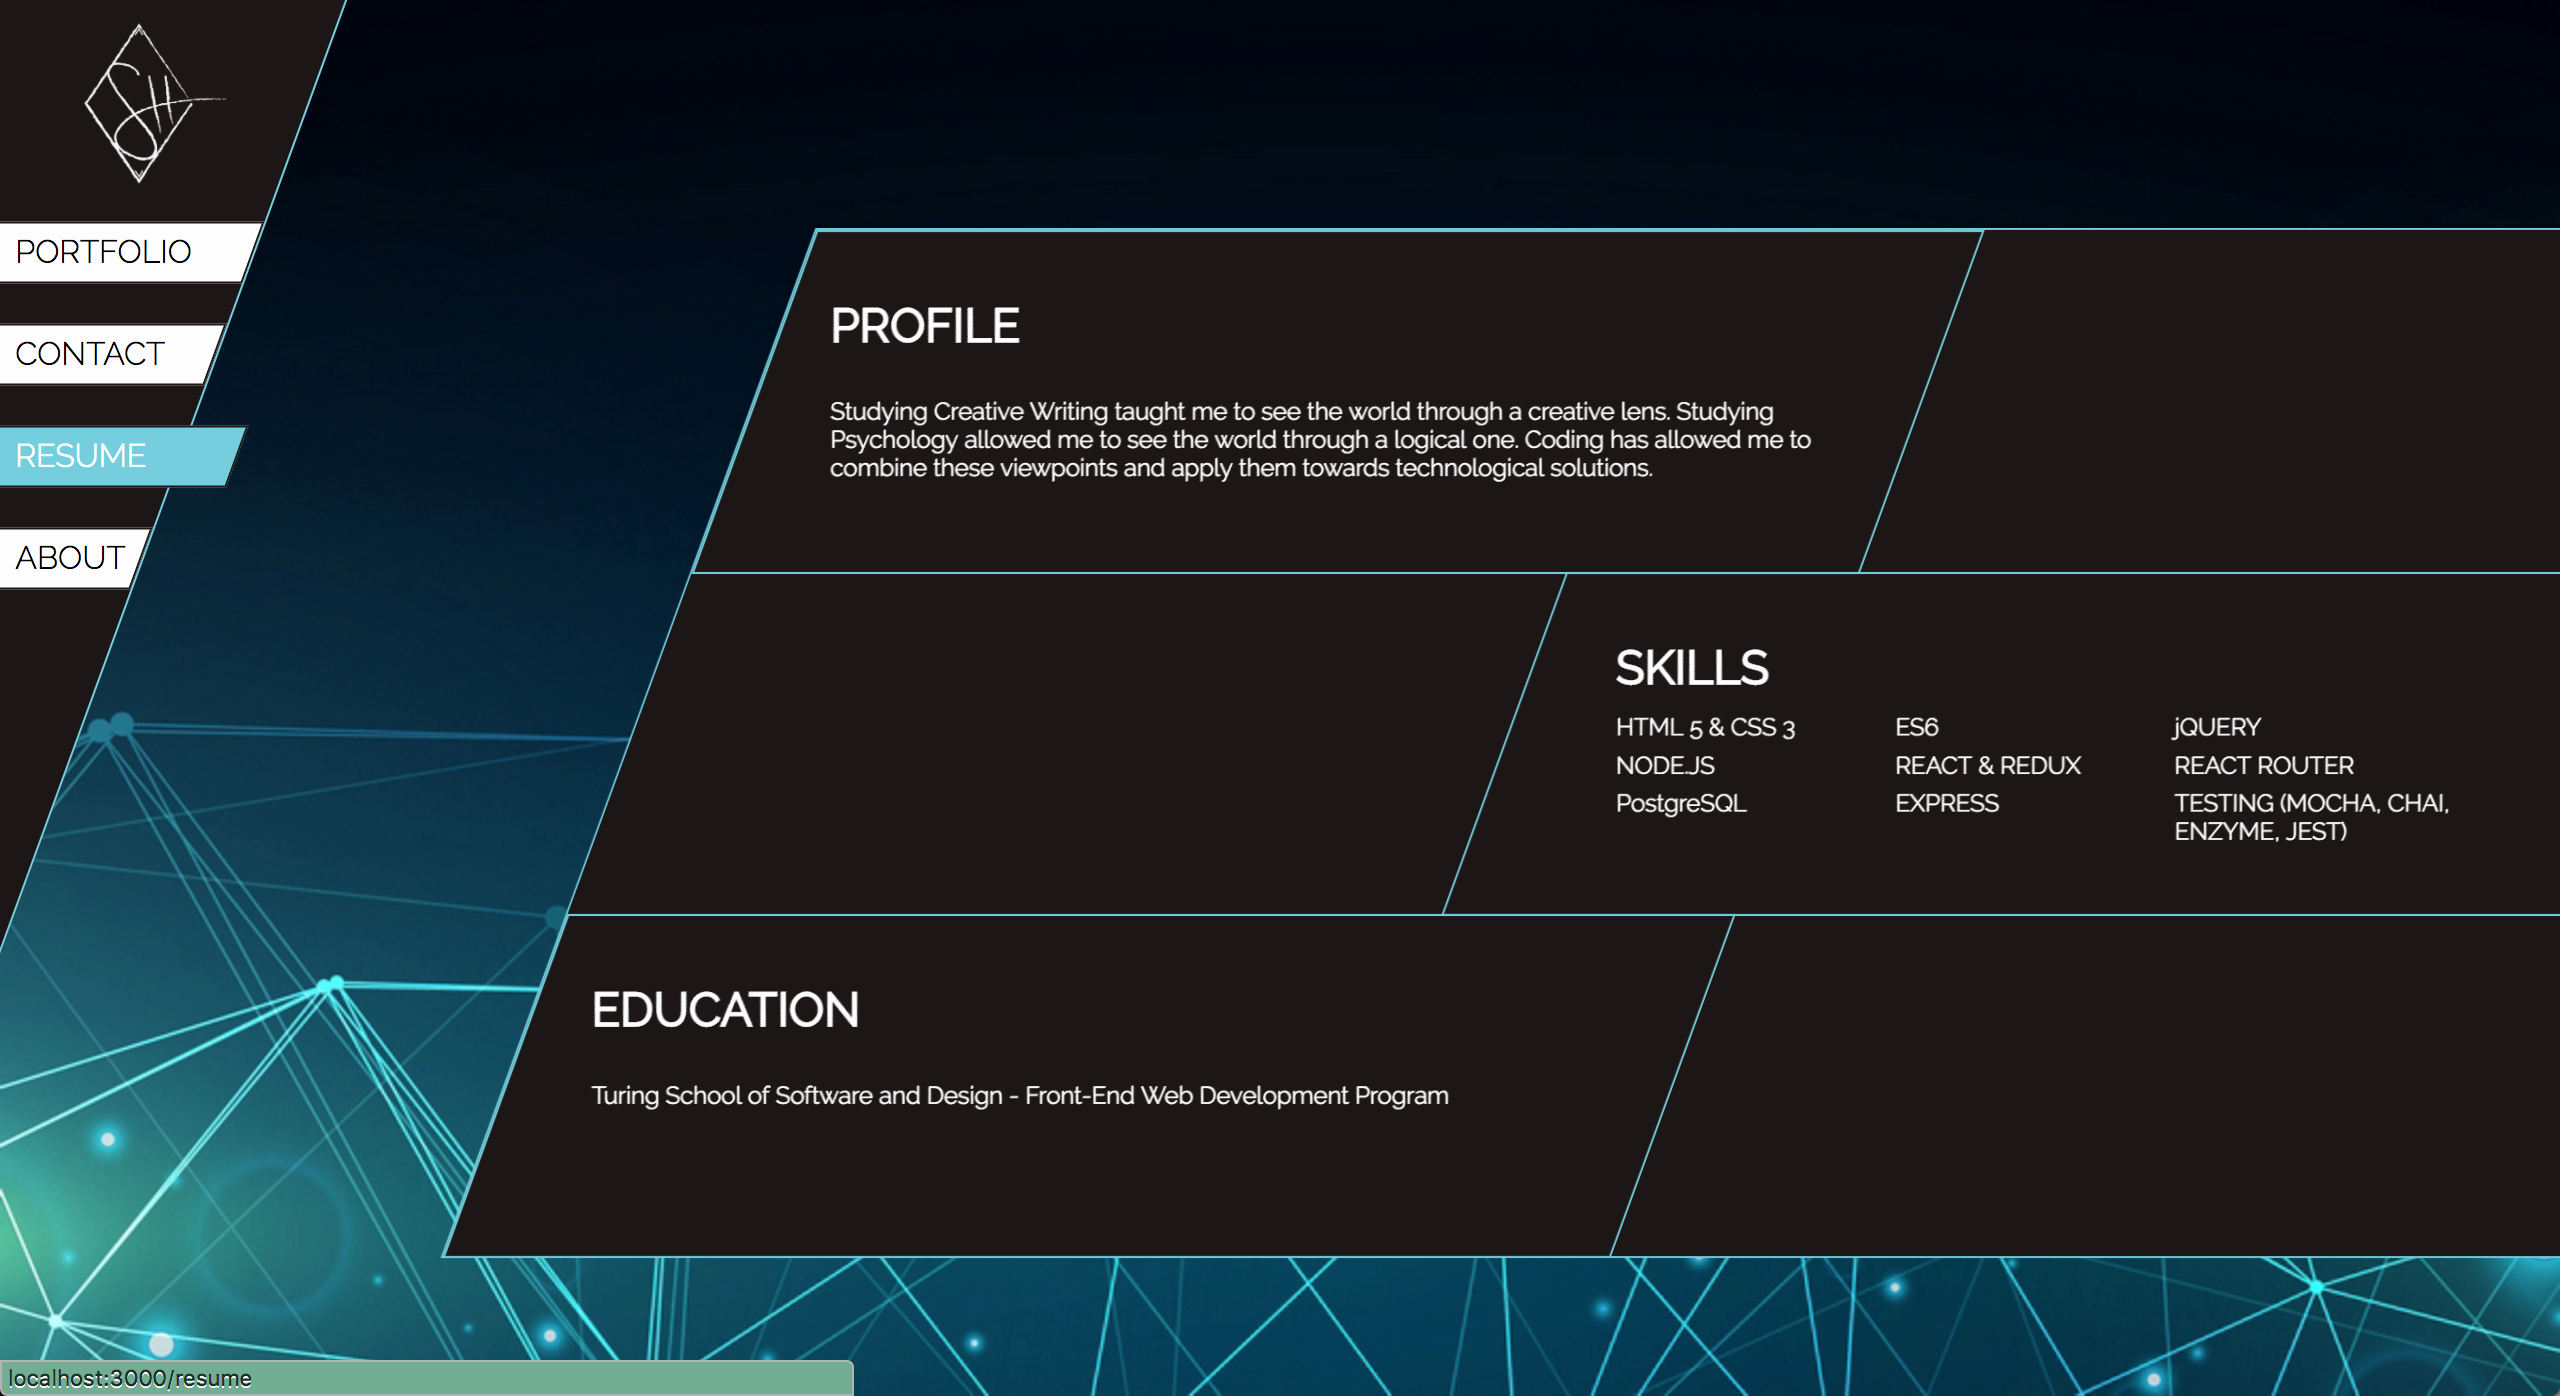 SH
PORTFOLIO
CONTACT
RESUME
ABOUT
PROFILE
Studying Creative Writing taught me to see the world through a creative lens. Studying
Psychology allowed me to see the world through a logical one. Coding has allowed me to
combine these viewpoints and apply them towards technological solutions.
SKILLS
HTML 5 & CSS 3
ES6
jQUERY
NODE.JS
REACT & REDUX
REACT ROUTER
PostgreSQL
EXPRESS
TESTING (MOCHA, CHAI,
ENZYME, JEST)
EDUCATION
Turing School of Software and Design - Front-End Web Development Program
localhost:3000/resume